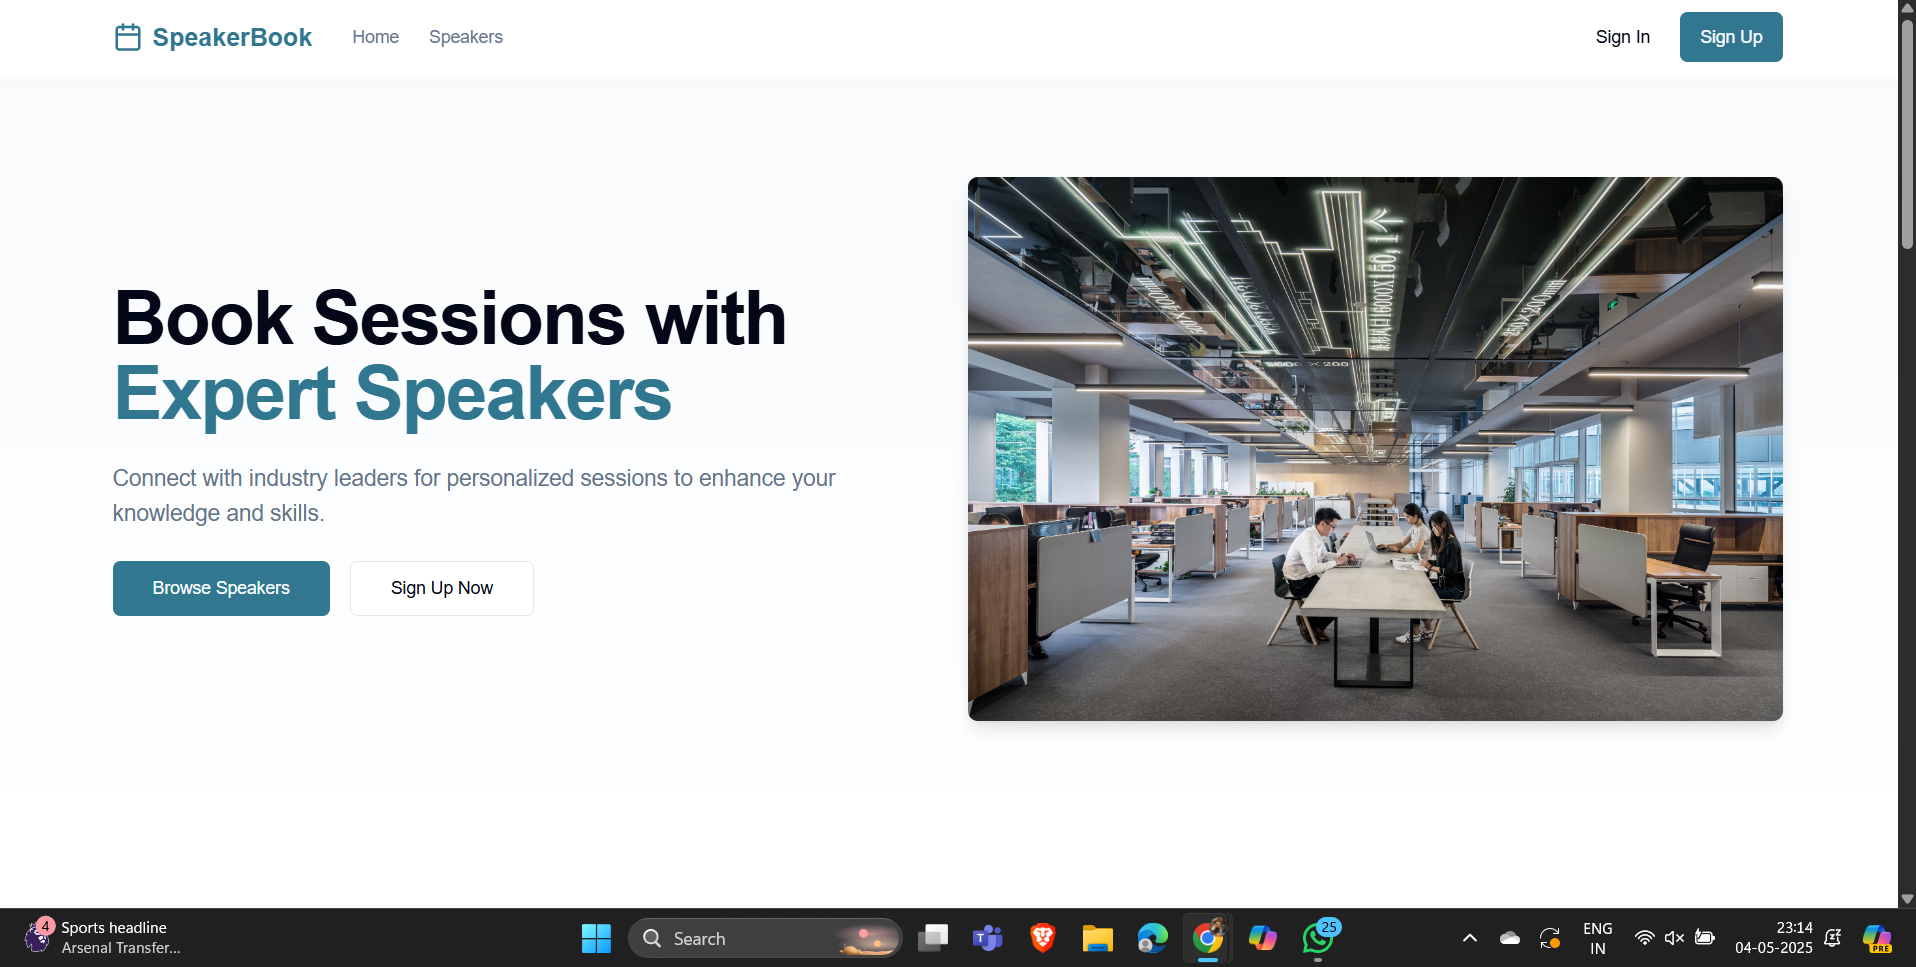 SpeakerBook
Home
Speakers
Sign In
Sign Up
Book Sessions with
Expert Speakers
Connect with industry leaders for personalized sessions to enhance your
knowledge and skills.
Browse Speakers
Sign Up Now
4
Sports headline
Arsenal Transfer...
Search
25
ENG
IN
23:14
04-05-2025
PRE